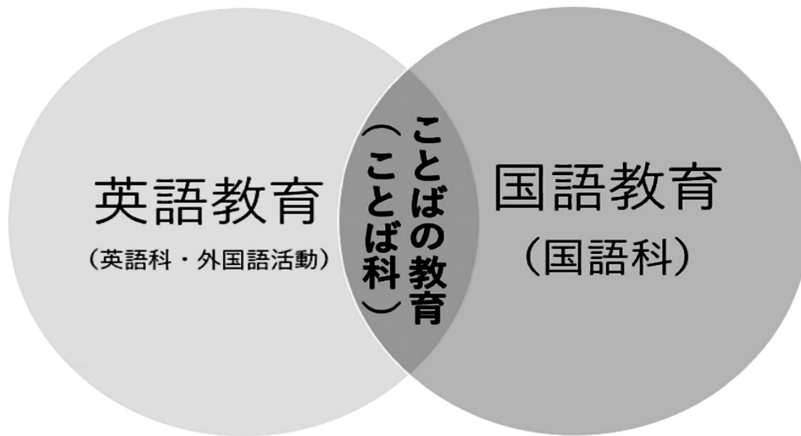 英語教育
（英語科・外国語活動）
ことばの教育
（ことば科）
国語教育
（国語科）